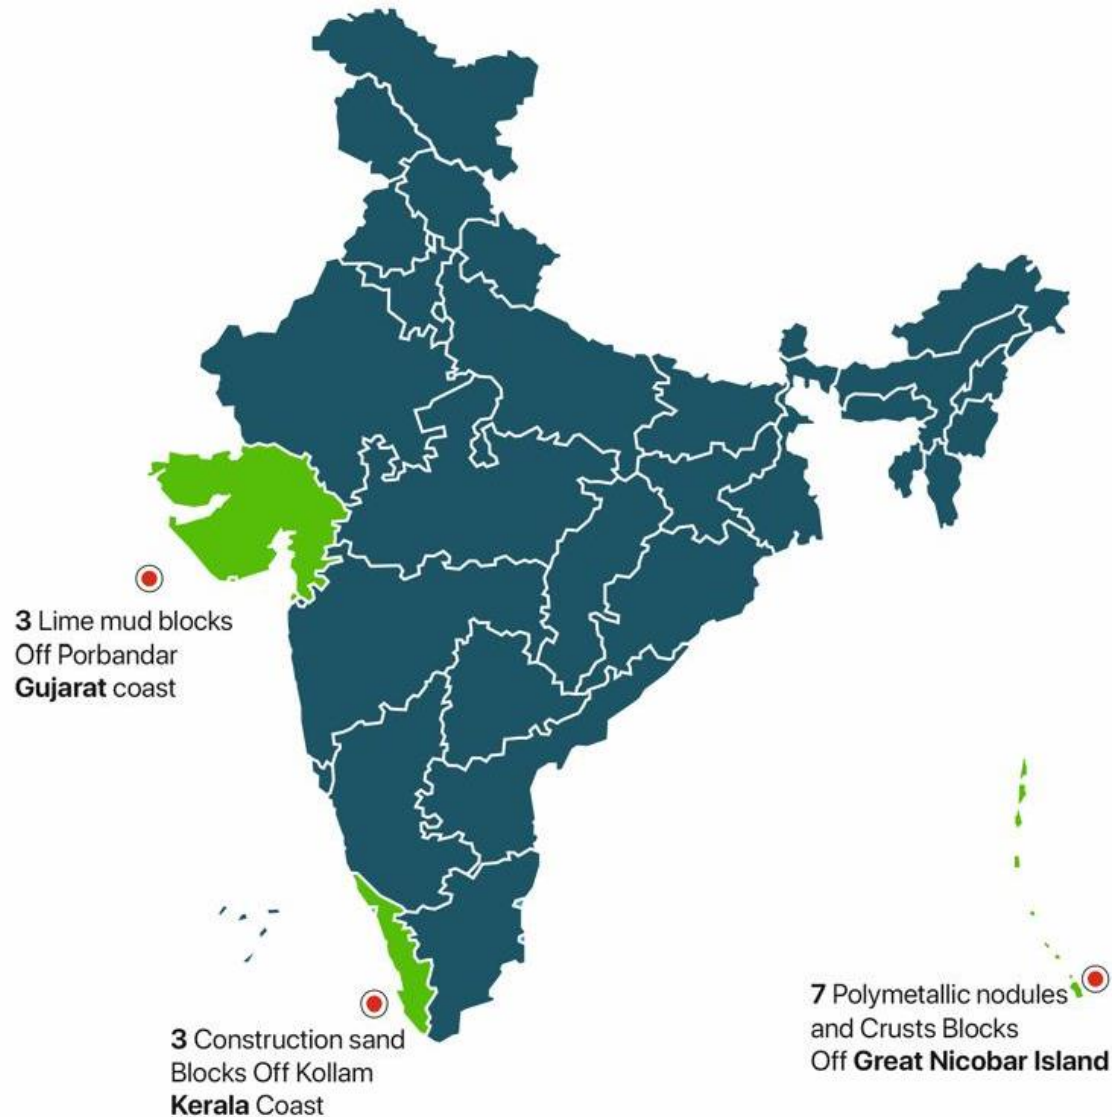 3 Lime mud blocks
Off Porbandar
Gujarat coast
3 Construction sand
Blocks Off Kollam
Kerala Coast
7 Polymetallic nodules
and Crusts Blocks
Off Great Nicobar Island